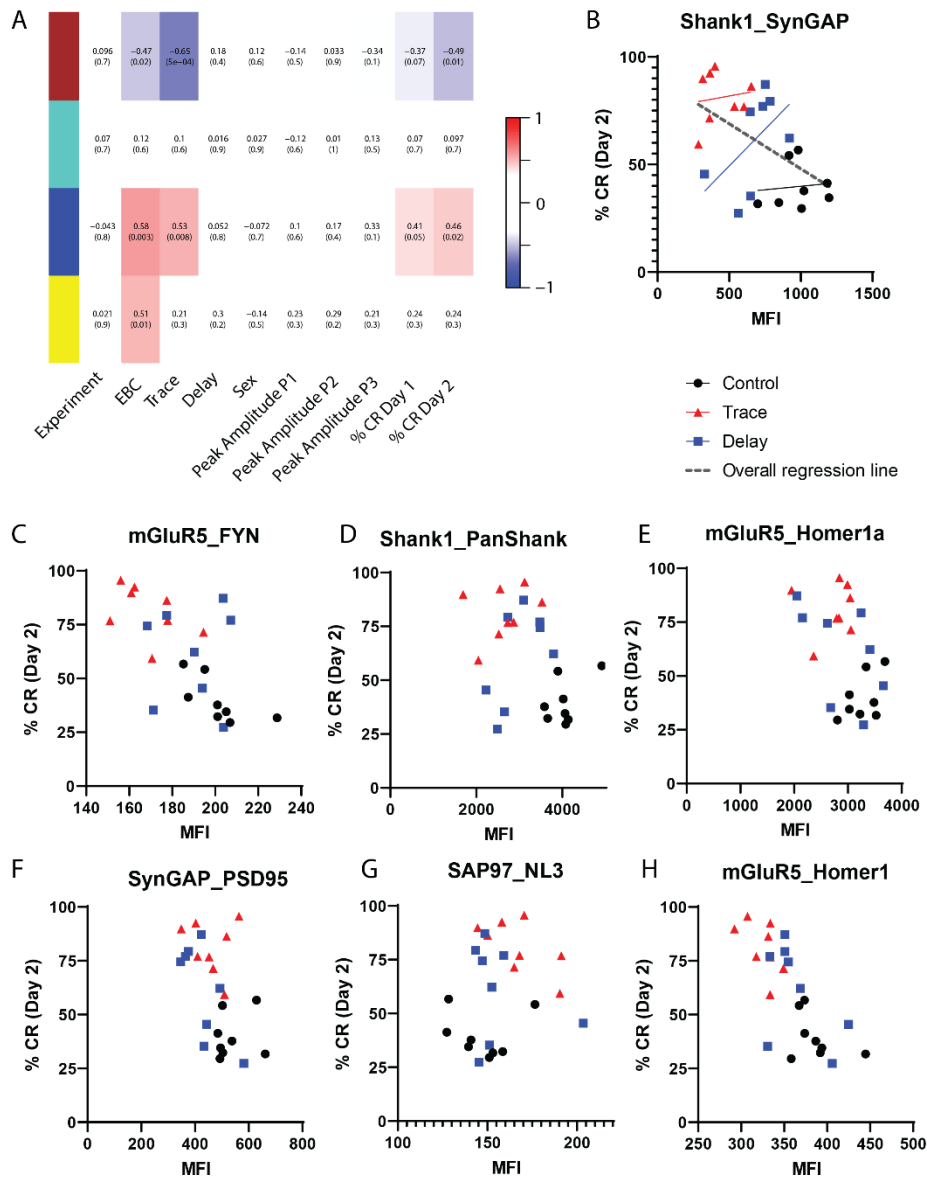 A
0.096 −0.47 −0.65 0.18 0.12 −0.14 0.033 −0.34 −0.37 −0.49
(0.7) (0.02) (5e−04) (0.4) (0.6) (0.5) (0.9) (0.1) (0.07) (0.01)
0.07 0.12 0.1 0.016 0.027 −0.12 0.01 0.13 0.07 0.097
(0.7) (0.6) (0.6) (0.9) (0.9) (0.6) (1) (0.5) (0.7) (0.7)
−0.043 0.58 0.53 0.052 −0.072 0.1 0.17 0.33 0.41 0.46
(0.8) (0.003) (0.008) (0.8) (0.7) (0.6) (0.4) (0.1) (0.05) (0.02)
0.021 0.51 0.21 0.3 −0.14 0.23 0.29 0.21 0.24 0.24
(0.9) (0.01) (0.3) (0.2) (0.5) (0.3) (0.2) (0.3) (0.3) (0.3)
Experiment
EBC
Trace
Delay
Sex
Peak Amplitude P1
Peak Amplitude P2
Peak Amplitude P3
% CR Day 1
% CR Day 2
1
0
−1
B
Shank1_SynGAP
% CR (Day 2)
100
50
0
0 500 1000 1500
MFI
Control
Trace
Delay
Overall regression line
C
mGluR5_FYN
% CR (Day 2)
100
75
50
25
0
140 160 180 200 220 240
MFI
D
Shank1_PanShank
% CR (Day 2)
100
75
50
25
0
0 2000 4000
MFI
E
mGluR5_Homer1a
% CR (Day 2)
100
75
50
25
0
0 1000 2000 3000 4000
MFI
F
SynGAP_PSD95
% CR (Day 2)
100
75
50
25
0
0 200 400 600 800
MFI
G
SAP97_NL3
% CR (Day 2)
100
75
50
25
0
100 150 200
MFI
H
mGluR5_Homer1
% CR (Day 2)
100
75
50
25
0
250 300 350 400 450 500
MFI